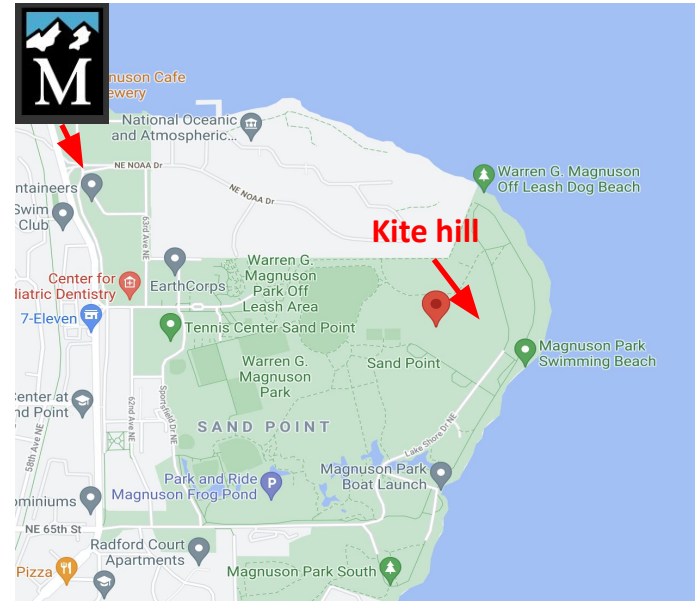 M
nuson Cafe
ewery
National Oceanic
and Atmospheric...
NE NOAA Dr
NE NOAA Dr
Warren G. Magnuson
Off Leash Dog Beach
ntaineers
Swim
Club
63rd Ave NE
Kite hill
Center for
diatric Dentistry
EarthCorps
Warren G.
Magnuson
Park Off
Leash Area
7-Eleven
Tennis Center Sand Point
Magnuson Park
Swimming Beach
Warren G.
Magnuson
Park
Sand Point
Center at
nd Point
62nd Ave NE
Sportsfield Dr NE
SAND POINT
58th Ave NE
Lake Shore Dr NE
Park and Ride
Magnuson Frog Pond
P
Magnuson Park
Boat Launch
ominiums
NE 65th St
Radford Court
Apartments
Pizza
Magnuson Park South